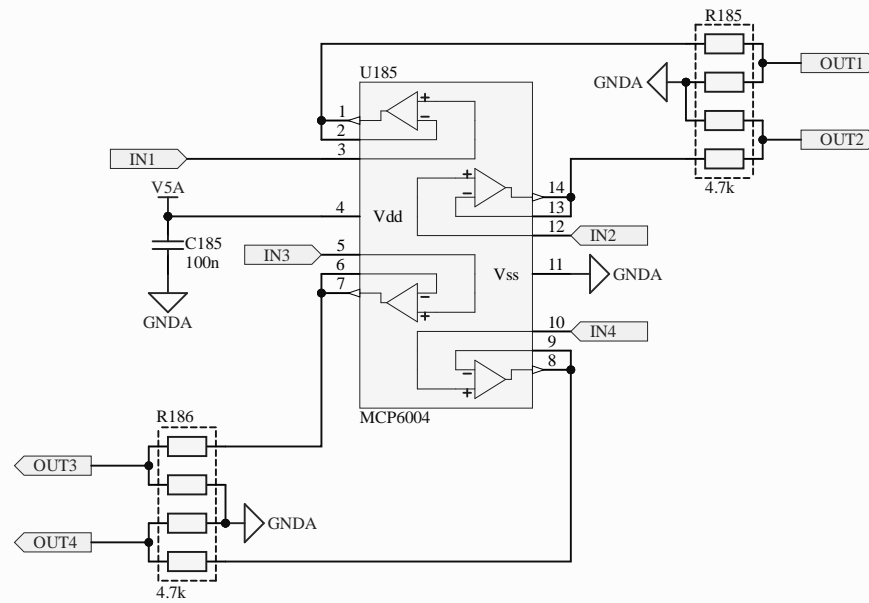 R185
U185
OUT1
GNDA
+
1
−
2
OUT2
IN1
3
+
14
4.7k
V5A
−
13
4
Vdd
12
IN2
C185
IN3
5
100n
6
Vss
11
GNDA
7
−
GNDA
+
10
IN4
9
−
8
+
MCP6004
R186
OUT3
GNDA
OUT4
4.7k